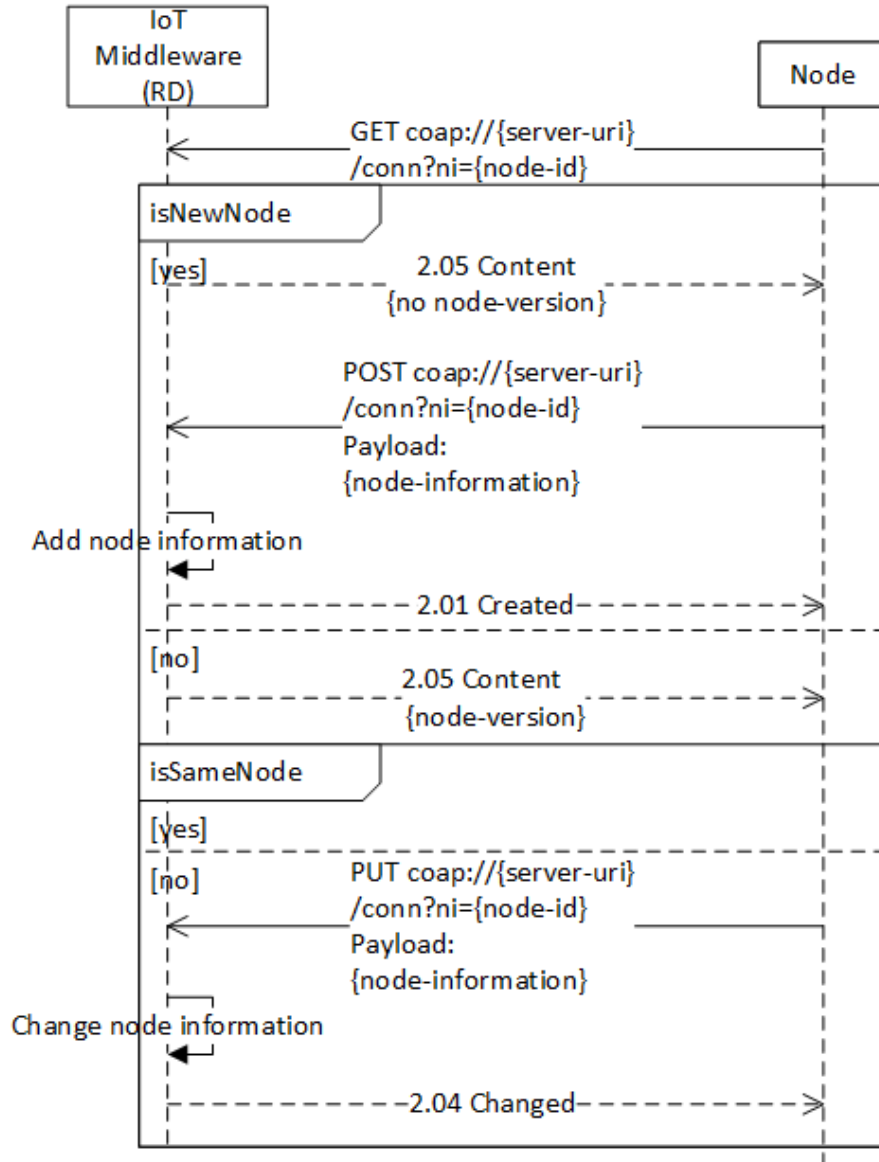 IoT
Middleware
(RD)
Node
GET coap://{server-uri}
/conn?ni={node-id}
isNewNode
[yes]
2.05 Content
{no node-version}
POST coap://{server-uri}
/conn?ni={node-id}
Payload:
{node-information}
Add node information
2.01 Created
[no]
2.05 Content
{node-version}
isSameNode
[yes]
[no]
PUT coap://{server-uri}
/conn?ni={node-id}
Payload:
{node-information}
Change node information
2.04 Changed